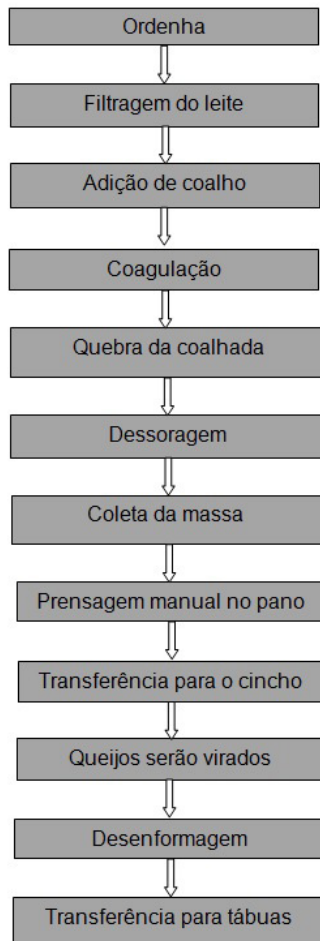 Ordenha
Filtragem do leite
Adição de coalho
Coagulação
Quebra da coalhada
Dessoragem
Coleta da massa
Prensagem manual no pano
Transferência para o cincho
Queijos serão virados
Desenformagem
Transferência para tábuas